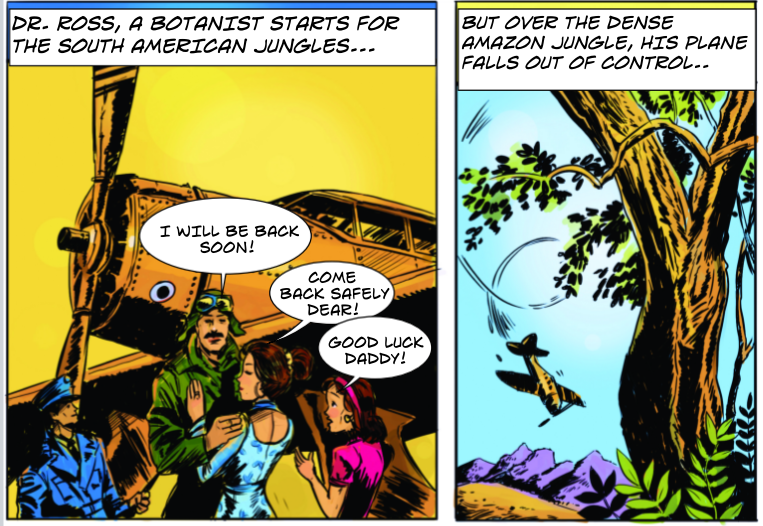 DR. ROSS, A BOTANIST STARTS FOR
THE SOUTH AMERICAN JUNGLES...
I WILL BE BACK
SOON!
COME
BACK SAFELY
DEAR!
GOOD LUCK
DADDY!
BUT OVER THE DENSE
AMAZON JUNGLE, HIS PLANE
FALLS OUT OF CONTROL..